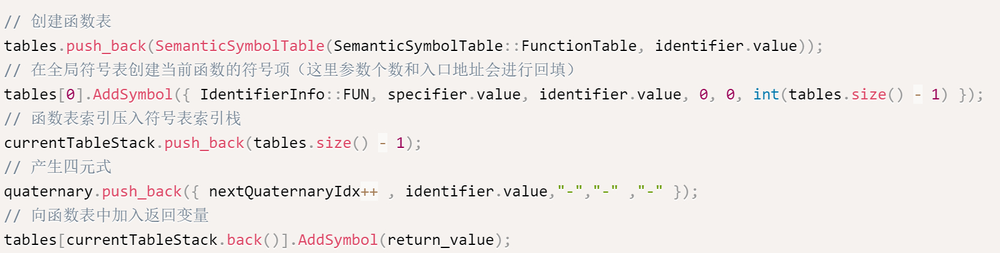 // 创建函数表
tables.push_back(SemanticSymbolTable(SemanticSymbolTable::FunctionTable, identifier.value));
// 在全局符号表创建当前函数的符号项（这里参数个数和入口地址会进行回填）
tables[0].AddSymbol({ IdentifierInfo::FUN, specifier.value, identifier.value, 0, 0, int(tables.size() - 1) });
// 函数表索引压入符号表索引栈
currentTableStack.push_back(tables.size() - 1);
// 产生四元式
quaternary.push_back({ nextQuaternaryIdx++ , identifier.value,"-","-" ,"-" });
// 向函数表中加入返回变量
tables[currentTableStack.back()].AddSymbol(return_value);